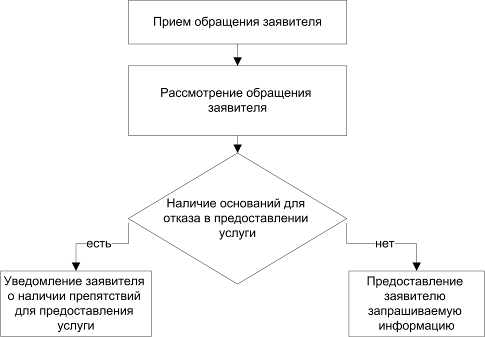 Прием обращения заявителя
Рассмотрение обращения
заявителя
Наличие оснований для
отказа в предоставлении
услуги
есть
нет
Уведомление заявителя
о наличии препятствий
для предоставления
услуги
Предоставление
заявителю
запрашиваемую
информацию